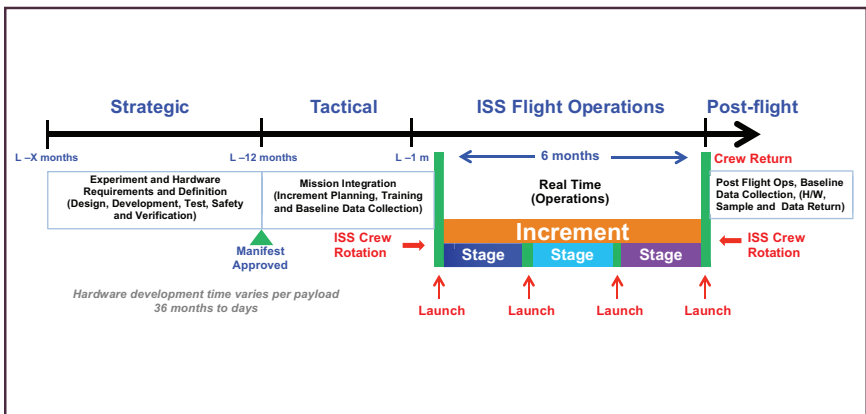 Strategic
Tactical
ISS Flight Operations
Post-flight
L –X months
L –12 months
L –1 m
6 months
Crew Return
Experiment and Hardware
Requirements and Definition
(Design, Development, Test, Safety
and Verification)
Mission Integration
(Increment Planning, Training
and Baseline Data Collection)
Real Time
(Operations)
Post Flight Ops, Baseline
Data Collection, (H/W,
Sample and Data Return)
Manifest
Approved
ISS Crew
Rotation
Increment
Stage
Stage
Stage
ISS Crew
Rotation
Hardware development time varies per payload
36 months to days
Launch
Launch
Launch
Launch